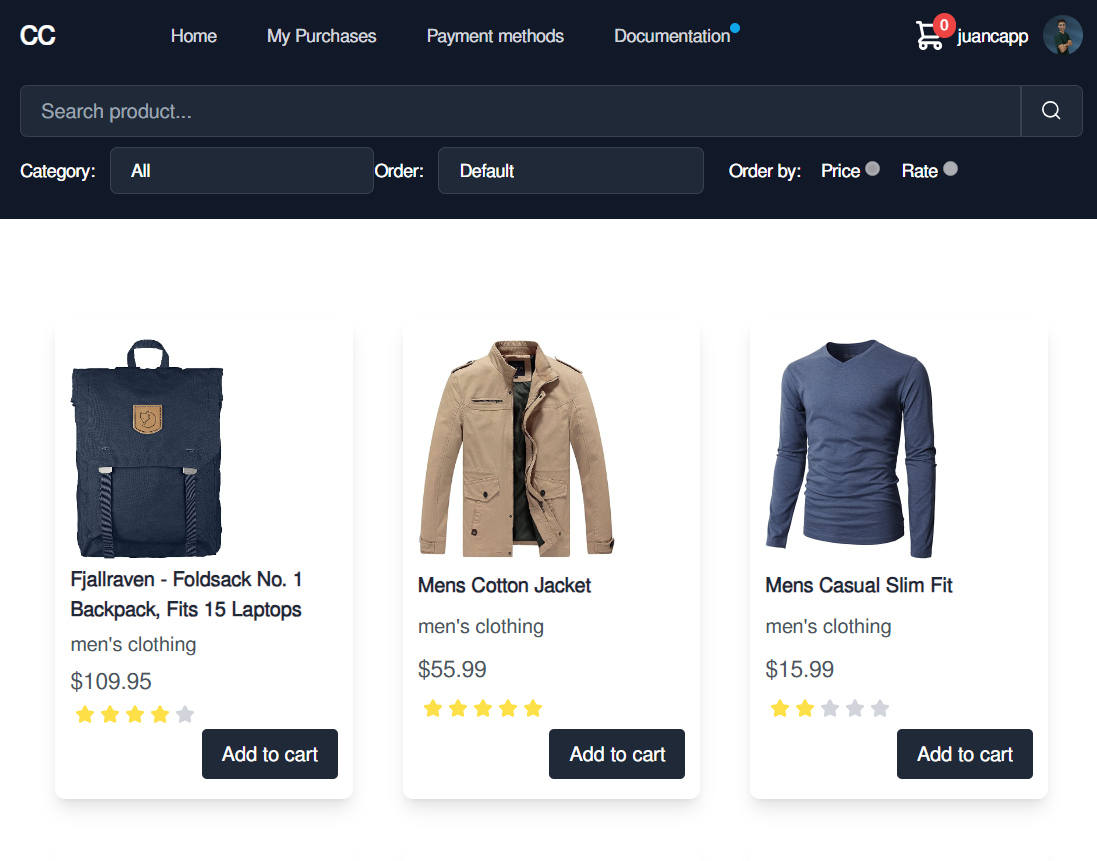 CC Home My Purchases Payment methods Documentation 0 juancapp
Search product...
Category: All Order: Default Order by: Price Rate
Fjallraven - Foldsack No. 1
Backpack, Fits 15 Laptops
men's clothing
$109.95
Add to cart
Mens Cotton Jacket
men's clothing
$55.99
Add to cart
Mens Casual Slim Fit
men's clothing
$15.99
Add to cart